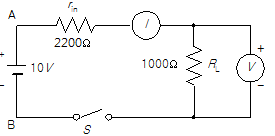 A
r_in
I
+
2200Ω
+
10V
1000Ω
R_L
V
−
−
B
S